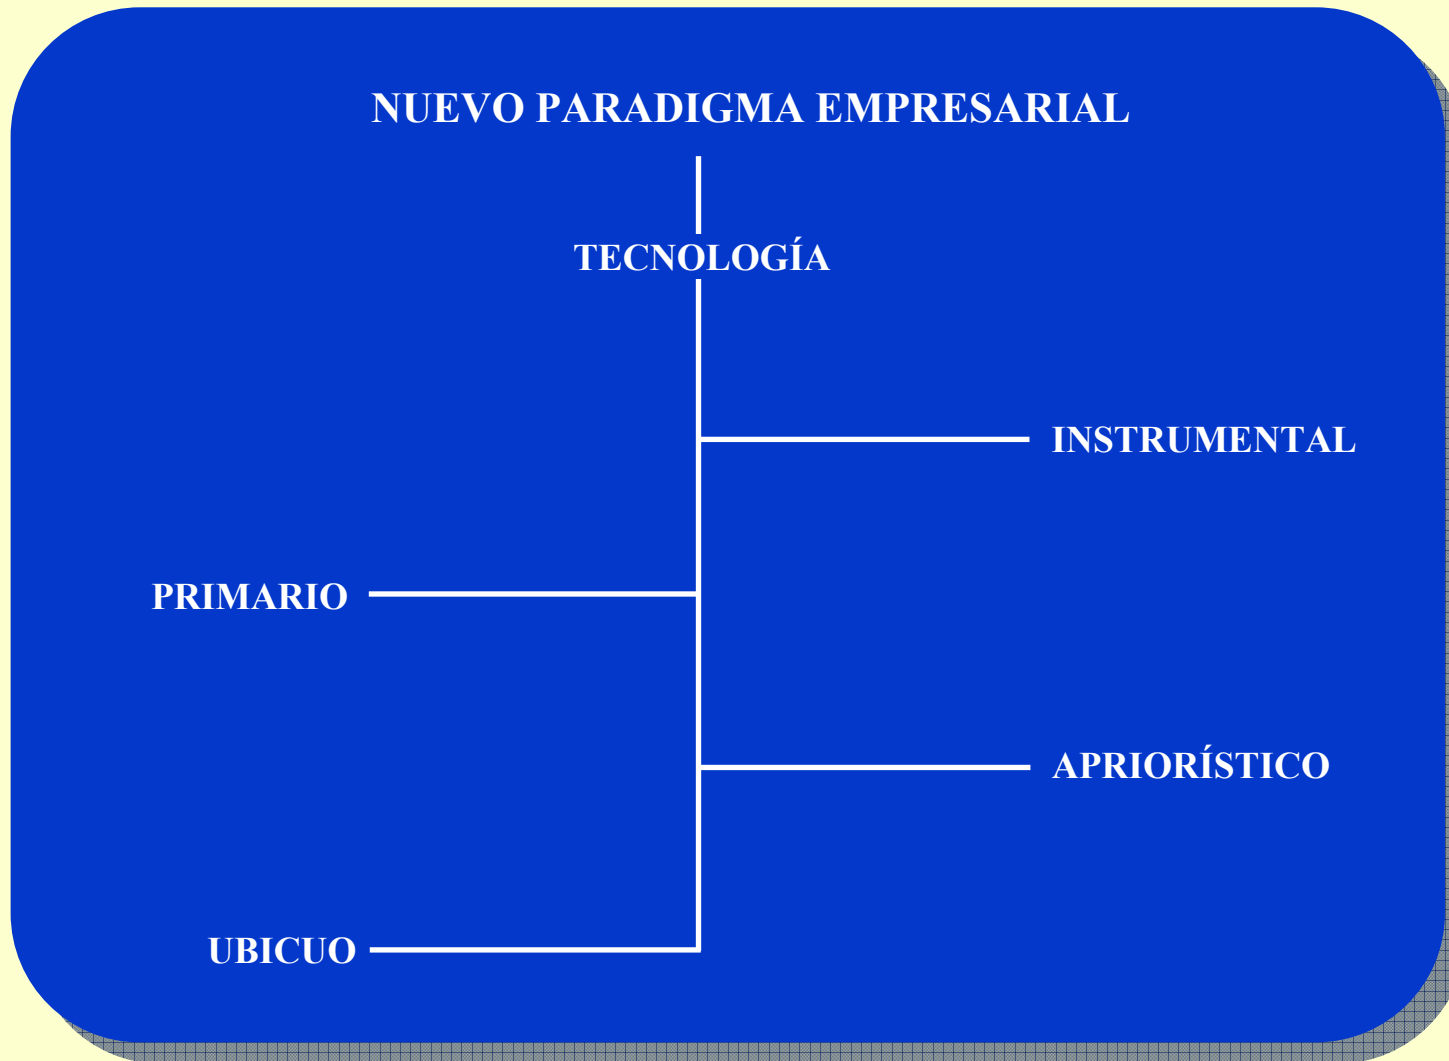 NUEVO PARADIGMA EMPRESARIAL
TECNOLOGÍA
INSTRUMENTAL
PRIMARIO
APRIORÍSTICO
UBICUO